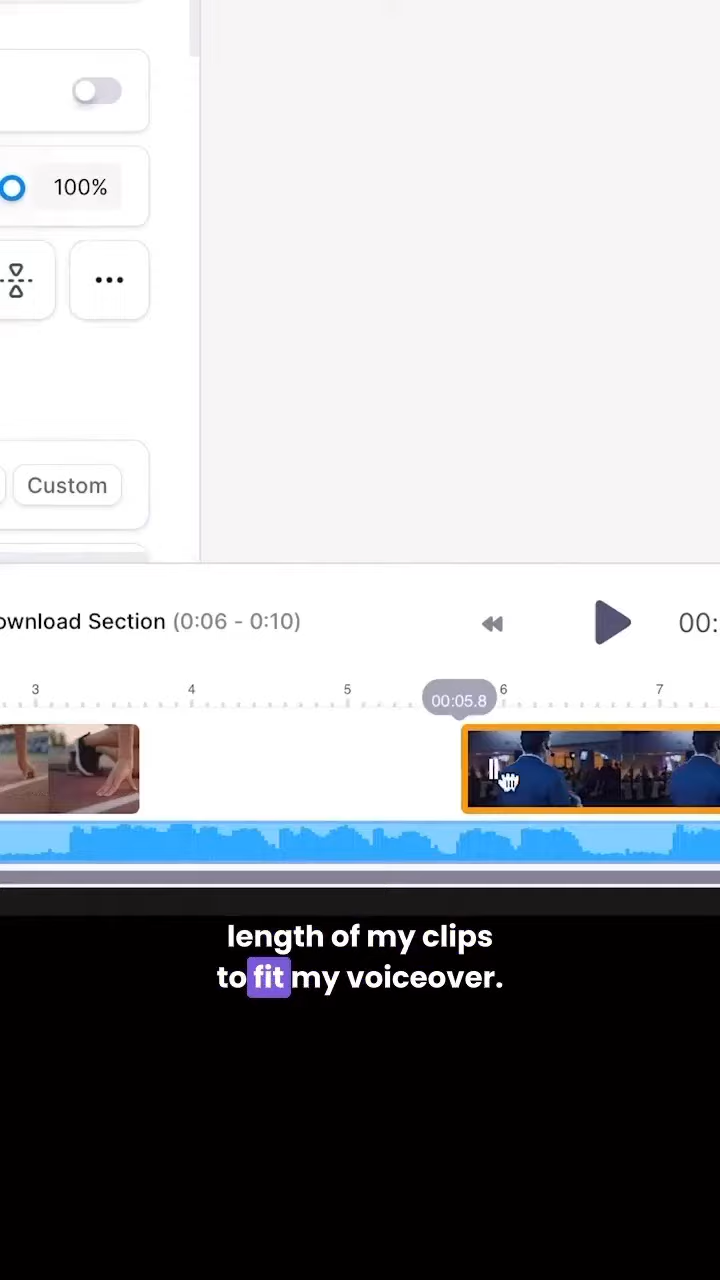 100%
•••
Custom
ownload Section (0:06 - 0:10)
00:
3 4 5 6 7
00:05.8
length of my clips
to fit my voiceover.